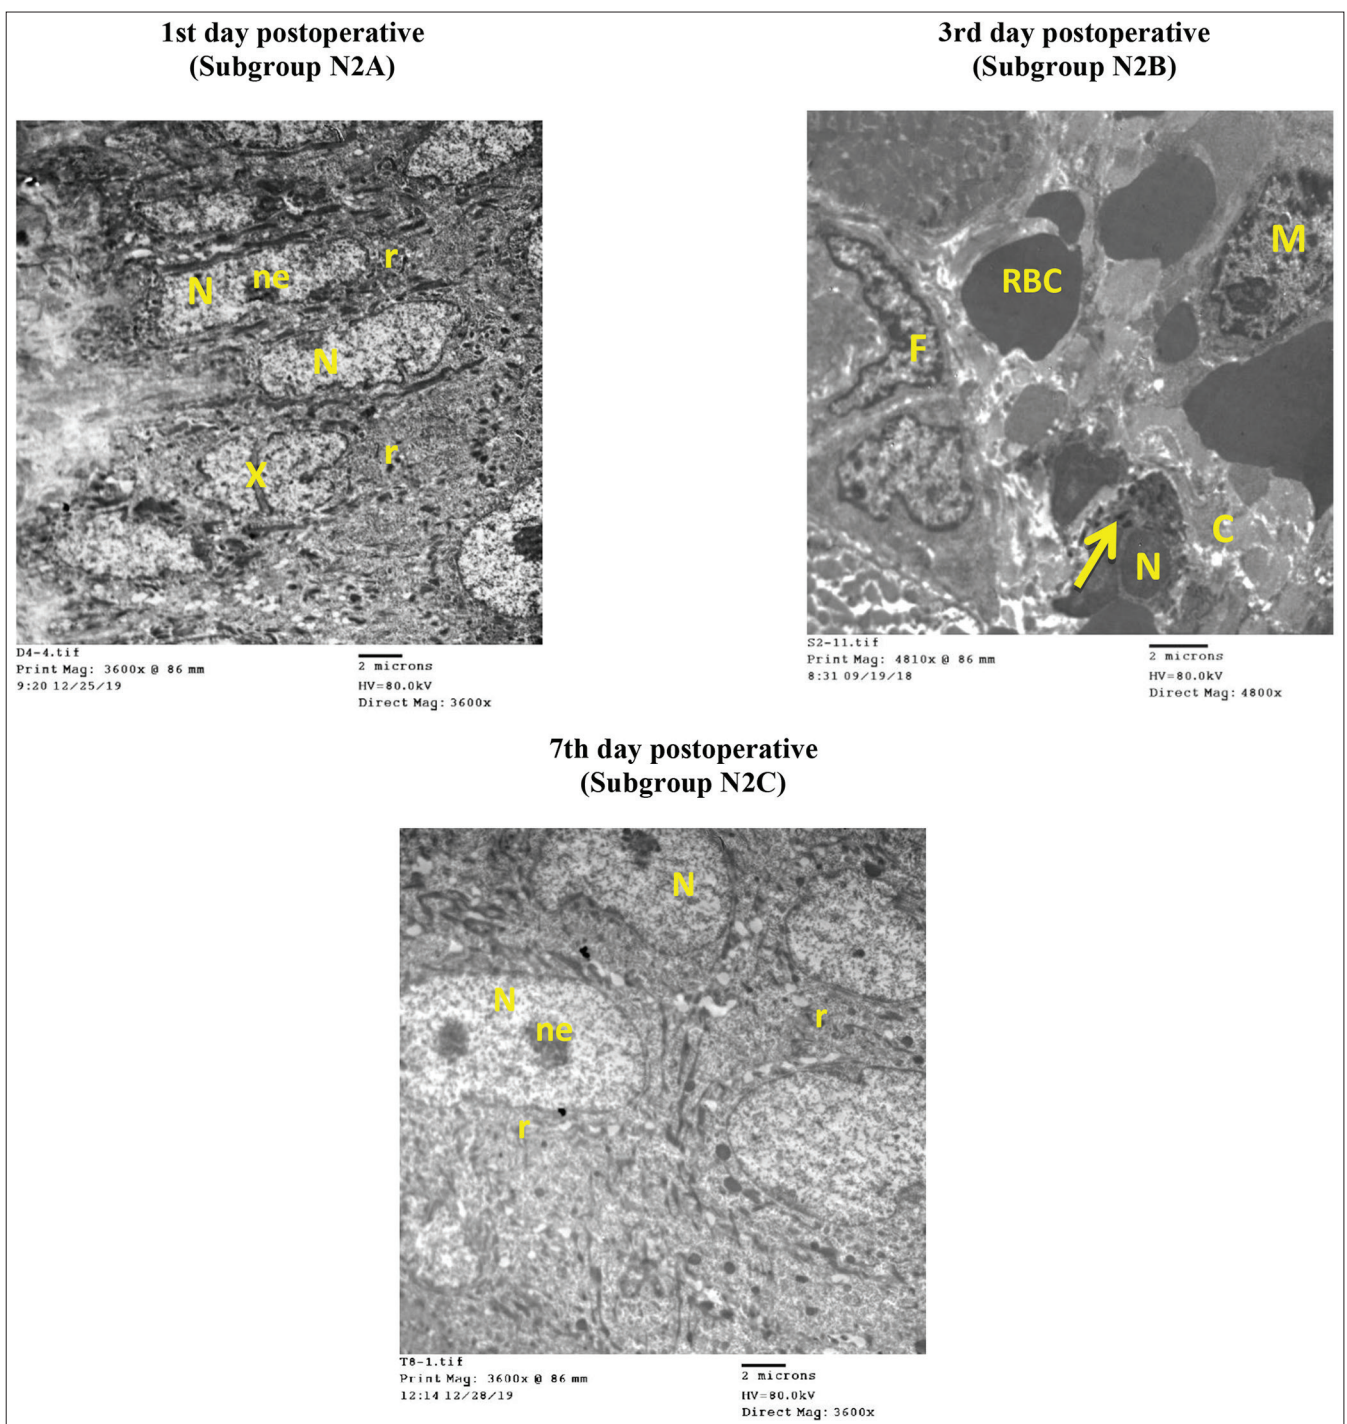 1st day postoperative
(Subgroup N2A)
3rd day postoperative
(Subgroup N2B)
N
ne
r
N
X
r
D4-4.tif
Print Mag: 3600x @ 86 mm
9:20 12/25/19
2 microns
HV=80.0kV
Direct Mag: 3600x
RBC
M
F
C
N
S2-11.tif
Print Mag: 4810x @ 86 mm
8:31 09/19/18
2 microns
HV=80.0kV
Direct Mag: 4800x
7th day postoperative
(Subgroup N2C)
N
N
ne
r
r
T8-1.tif
Print Mag: 3600x @ 86 mm
12:14 12/28/19
2 microns
HV=80.0kV
Direct Mag: 3600x